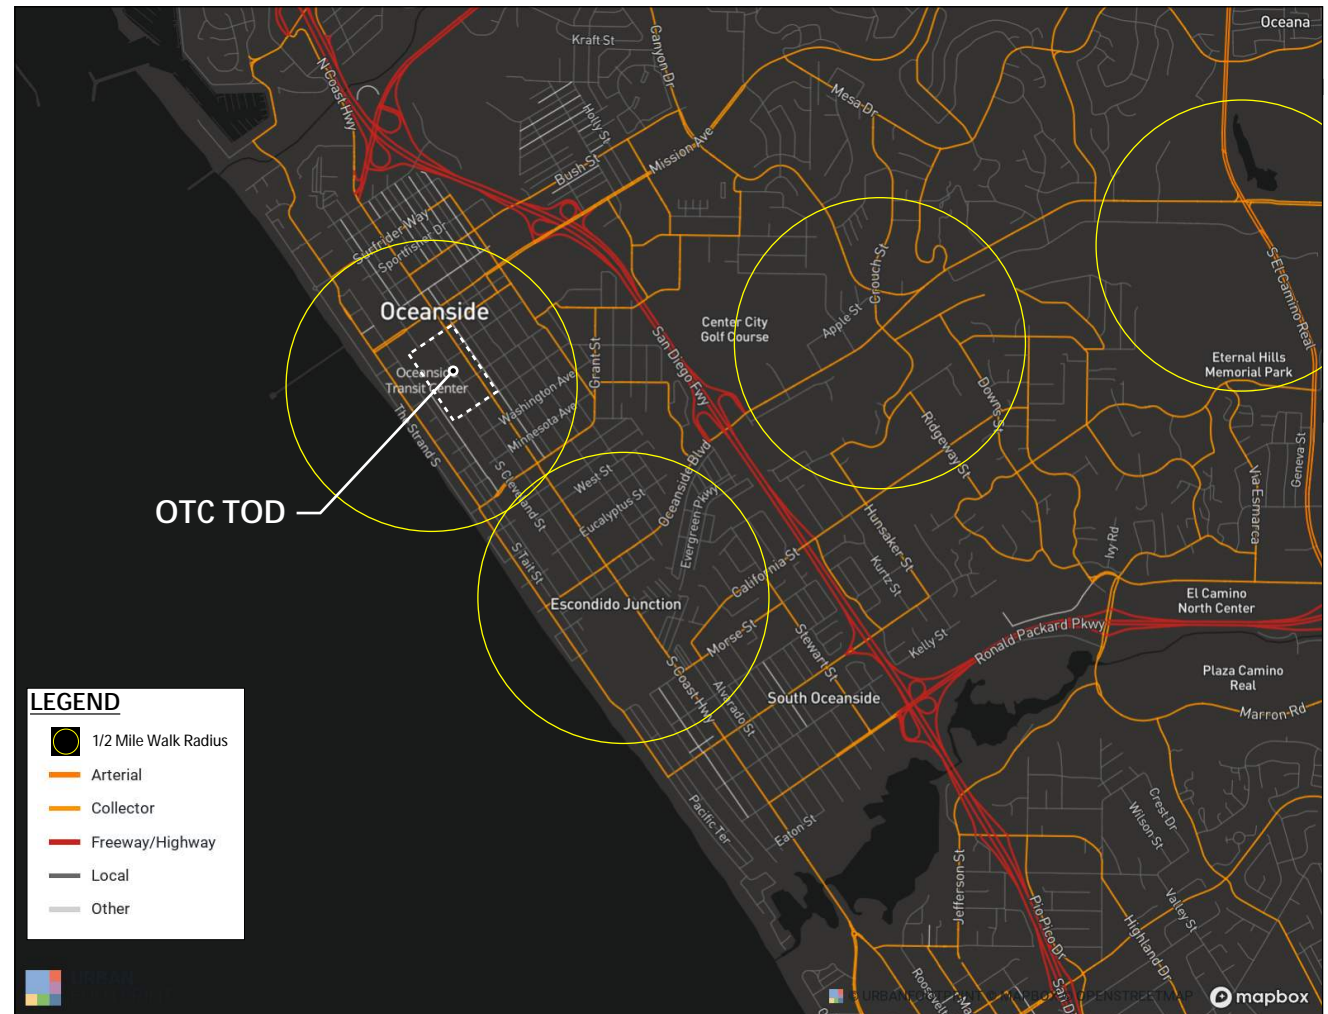 Oceana
Kraft St
Canyon Dr
N Coast Hwy
Mesa Dr
Holly St
Mission Ave
Bush St
Surfrider Way
Sportfisher Dr
Crouch St
S El Camino Real
Oceanside
Center City
Golf Course
Apple St
San Diego Fwy
Grant St
Eternal Hills
Memorial Park
Oceanside
Transit Center
Washington Ave
Minnesota Ave
The Strand S
Downs St
Ridgeway St
Geneva St
Via Esmarca
S Cleveland St
West St
Eucalyptus St
Oceanside Blvd
Evergreen Pkwy
OTC TOD
Hunsaker St
Ivy Rd
S Tait St
California St
Kurtz St
Escondido Junction
El Camino
North Center
Morse St
Stewart St
Kelly St
Ronald Packard Pkwy
S Coast Hwy
Alvarado St
South Oceanside
Plaza Camino
Real
Marron Rd
LEGEND
1/2 Mile Walk Radius
Arterial
Collector
Freeway/Highway
Local
Other
Pacific Ter
Eaton St
Crest Dr
Wilson St
Jefferson St
Valley St
Pio Pico Dr
Highland Dr
Roosevelt
San D
URBAN
© URBANFOOTPRINT © MAPBOX © OPENSTREETMAP
mapbox